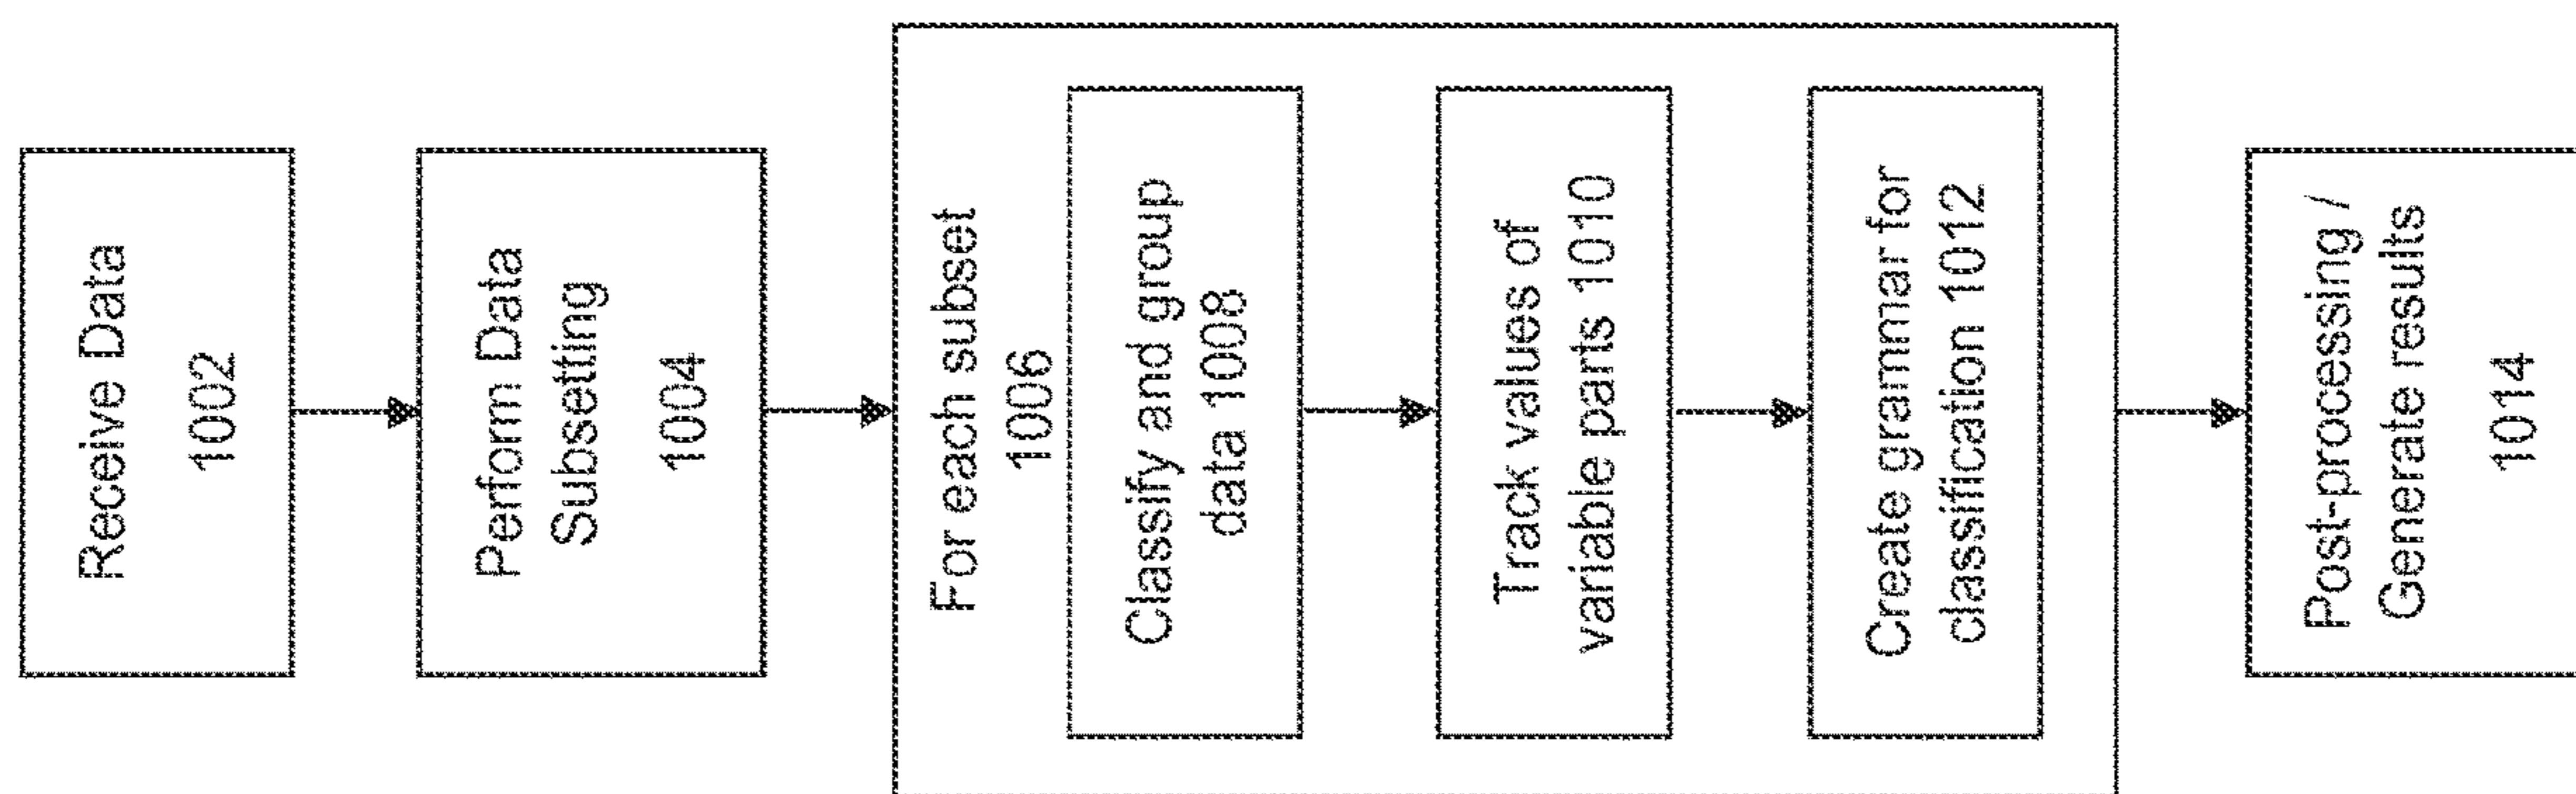 Receive Data
1002
Perform Data
Subsetting
1004
For each subset
1006
Classify and group
data 1008
Track values of
variable parts 1010
Create grammar for
classification 1012
Post-processing /
Generate results
1014